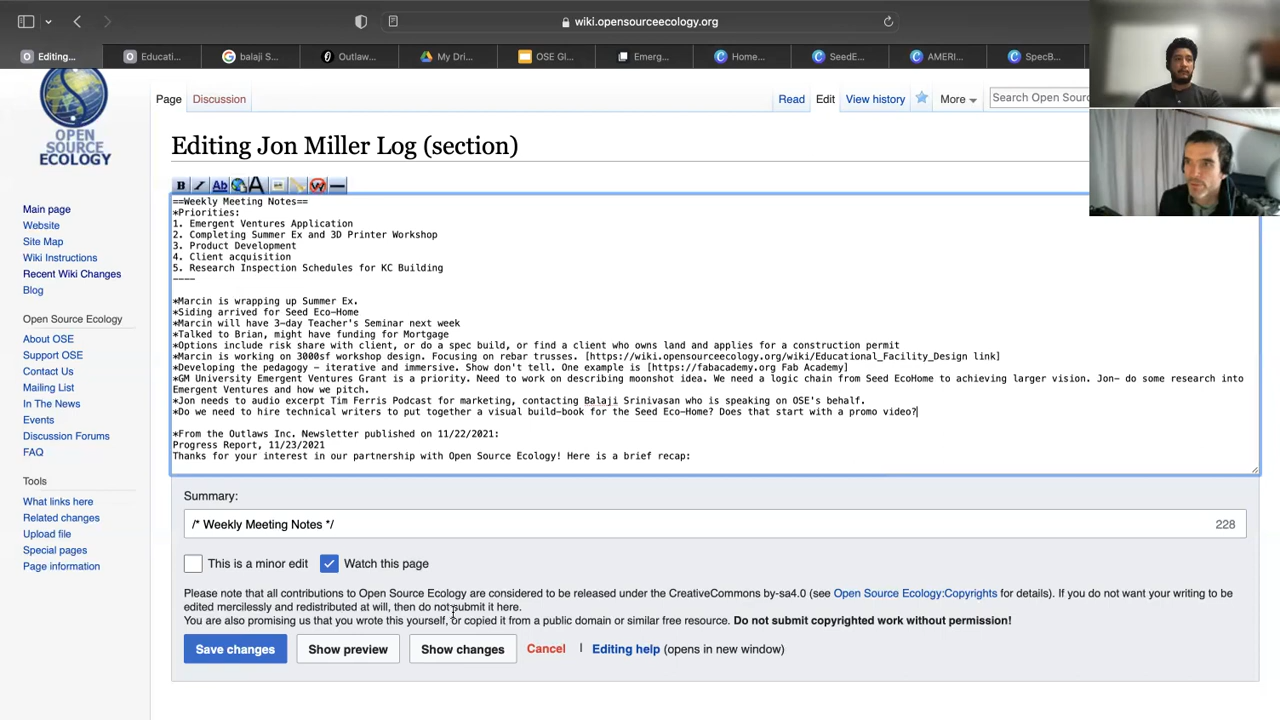 wiki.opensourceecology.org
Editing...
Educati...
balaji S...
Outlaw...
My Dri...
OSE GI...
Emerg...
Home...
SeedE...
AMERI...
SpecB...
OPEN
SOURCE
ECOLOGY
Page
Discussion
Read
Edit
View history
More
Search Open Sour
Editing Jon Miller Log (section)
==Weekly Meeting Notes==
*Priorities:
1. Emergent Ventures Application
2. Completing Summer Ex and 3D Printer Workshop
3. Product Development
4. Client acquisition
5. Research Inspection Schedules for KC Building
----
*Marcin is wrapping up Summer Ex.
*Siding arrived for Seed Eco-Home
*Marcin will have 3-day Teacher's Seminar next week
*Talked to Brian, might have funding for Mortgage
*Options include risk share with client, or do a spec build, or find a client who owns land and applies for a construction permit
*Marcin is working on 3000sf workshop design. Focusing on rebar trusses. [https://wiki.opensourceecology.org/wiki/Educational_Facility_Design link]
*Developing the pedagogy - iterative and immersive. Show don't tell. One example is [https://fabacademy.org Fab Academy]
*GM University Emergent Ventures Grant is a priority. Need to work on describing moonshot idea. We need a logic chain from Seed EcoHome to achieving larger vision. Jon- do some research into
Emergent Ventures and how we pitch.
*Jon needs to audio excerpt Tim Ferris Podcast for marketing, contacting Balaji Srinivasan who is speaking on OSE's behalf.
*Do we need to hire technical writers to put together a visual build-book for the Seed Eco-Home? Does that start with a promo video?
*From the Outlaws Inc. Newsletter published on 11/22/2021:
Progress Report, 11/23/2021
Thanks for your interest in our partnership with Open Source Ecology! Here is a brief recap:
Main page
Website
Site Map
Wiki Instructions
Recent Wiki Changes
Blog
Open Source Ecology
About OSE
Support OSE
Contact Us
Mailing List
In The News
Events
Discussion Forums
FAQ
Tools
What links here
Related changes
Upload file
Special pages
Page information
Summary:
/* Weekly Meeting Notes */
228
This is a minor edit
Watch this page
Please note that all contributions to Open Source Ecology are considered to be released under the CreativeCommons by-sa4.0 (see Open Source Ecology:Copyrights for details). If you do not want your writing to be
edited mercilessly and redistributed at will, then do not submit it here.
You are also promising us that you wrote this yourself, or copied it from a public domain or similar free resource. Do not submit copyrighted work without permission!
Save changes
Show preview
Show changes
Cancel
Editing help (opens in new window)